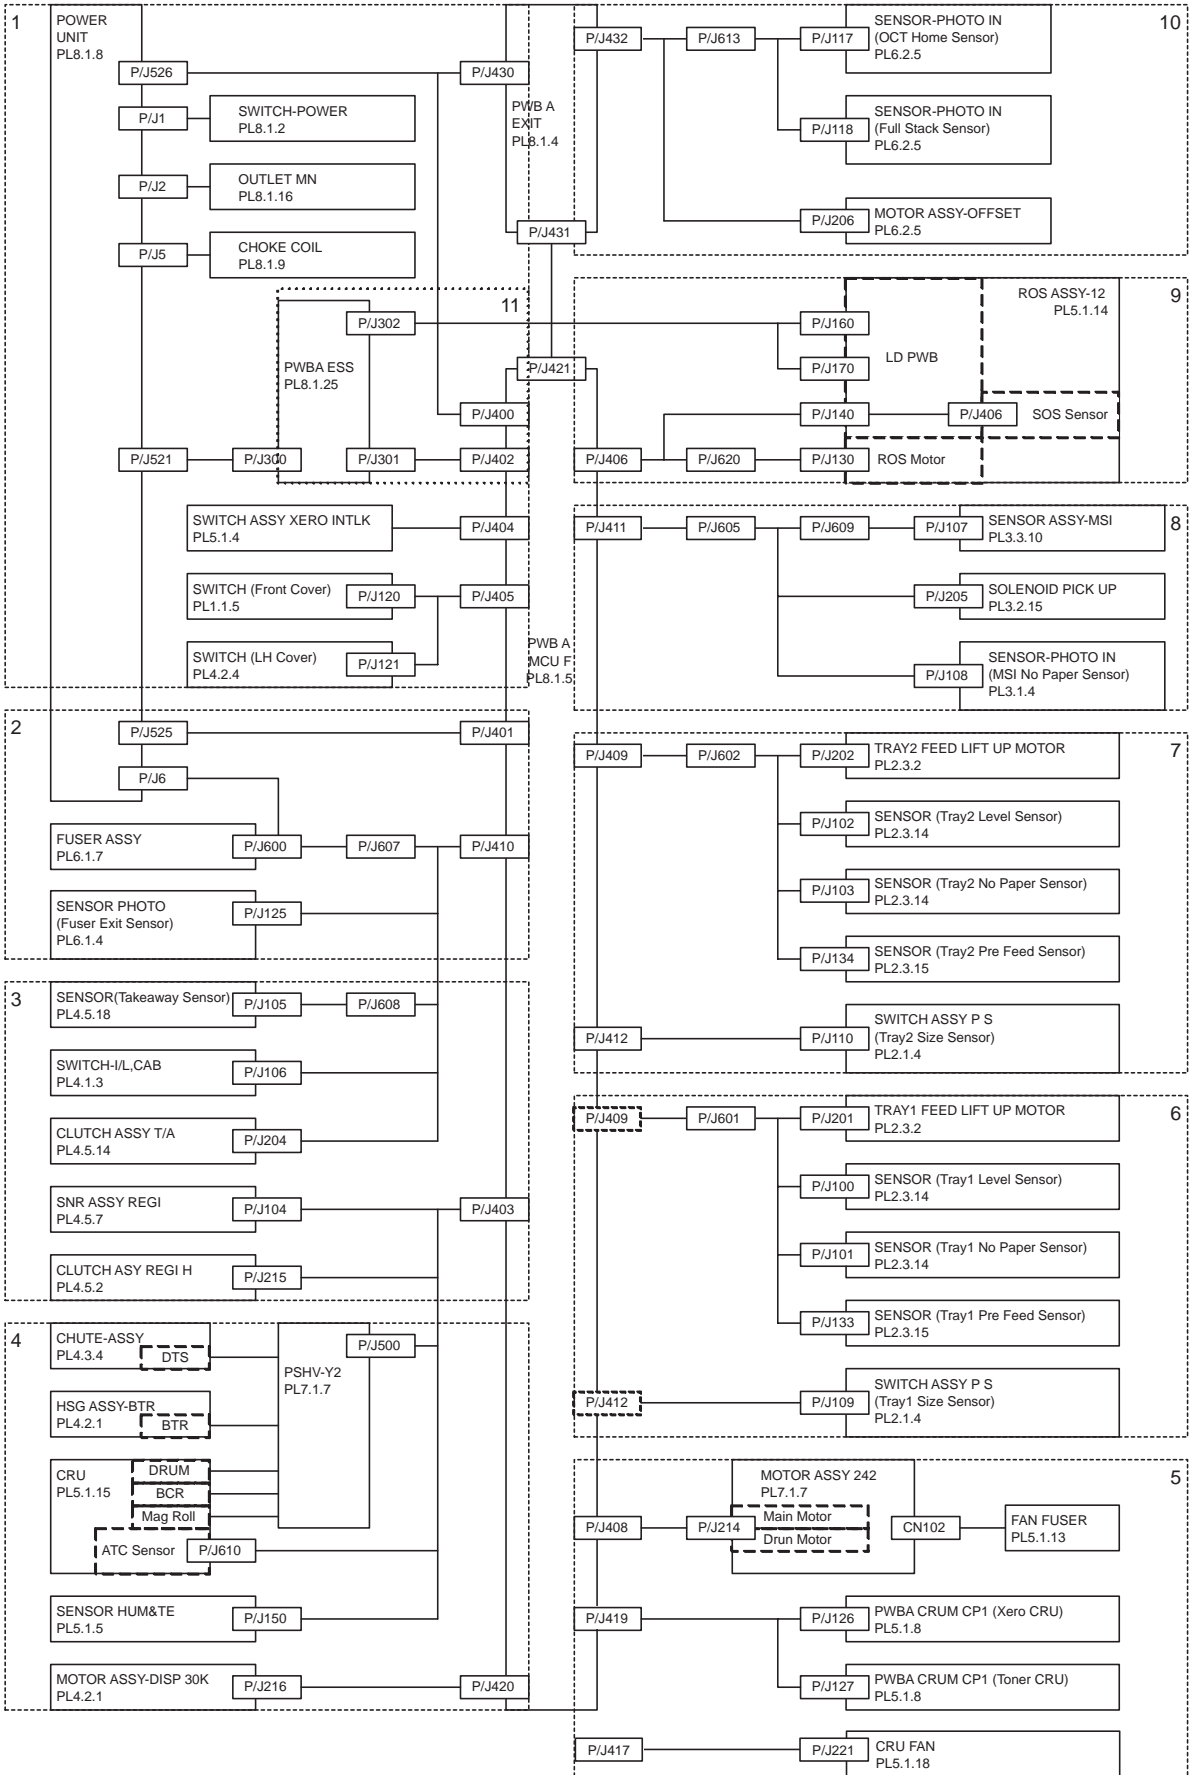 1
POWER
UNIT
PL8.1.8
P/J526
P/J430
P/J1
SWITCH-POWER
PL8.1.2
PWB A
EXIT
PL8.1.4
P/J2
OUTLET MN
PL8.1.16
P/J431
P/J5
CHOKE COIL
PL8.1.9
11
P/J302
PWBA ESS
PL8.1.25
P/J421
P/J400
P/J521
P/J300
P/J301
P/J402
SWITCH ASSY XERO INTLK
PL5.1.4
P/J404
SWITCH (Front Cover)
PL1.1.5
P/J120
P/J405
SWITCH (LH Cover)
PL4.2.4
P/J121
PWB A
MCU F
PL8.1.5
2
P/J525
P/J401
P/J6
FUSER ASSY
PL6.1.7
P/J600
P/J607
P/J410
SENSOR PHOTO
(Fuser Exit Sensor)
PL6.1.4
P/J125
3
SENSOR(Takeaway Sensor)
PL4.5.18
P/J105
P/J608
SWITCH-I/L,CAB
PL4.1.3
P/J106
CLUTCH ASSY T/A
PL4.5.14
P/J204
SNR ASSY REGI
PL4.5.7
P/J104
P/J403
CLUTCH ASY REGI H
PL4.5.2
P/J215
4
CHUTE-ASSY
PL4.3.4
DTS
PSHV-Y2
PL7.1.7
P/J500
HSG ASSY-BTR
PL4.2.1
BTR
CRU
PL5.1.15
DRUM
BCR
Mag Roll
ATC Sensor
P/J610
SENSOR HUM&TE
PL5.1.5
P/J150
MOTOR ASSY-DISP 30K
PL4.2.1
P/J216
P/J420
10
P/J432
P/J613
P/J117
SENSOR-PHOTO IN
(OCT Home Sensor)
PL6.2.5
P/J118
SENSOR-PHOTO IN
(Full Stack Sensor)
PL6.2.5
P/J206
MOTOR ASSY-OFFSET
PL6.2.5
9
ROS ASSY-12
PL5.1.14
P/J160
LD PWB
P/J170
P/J140
P/J406
SOS Sensor
P/J406
P/J620
P/J130
ROS Motor
8
P/J411
P/J605
P/J609
P/J107
SENSOR ASSY-MSI
PL3.3.10
P/J205
SOLENOID PICK UP
PL3.2.15
P/J108
SENSOR-PHOTO IN
(MSI No Paper Sensor)
PL3.1.4
7
P/J409
P/J602
P/J202
TRAY2 FEED LIFT UP MOTOR
PL2.3.2
P/J102
SENSOR (Tray2 Level Sensor)
PL2.3.14
P/J103
SENSOR (Tray2 No Paper Sensor)
PL2.3.14
P/J134
SENSOR (Tray2 Pre Feed Sensor)
PL2.3.15
P/J412
P/J110
SWITCH ASSY P S
(Tray2 Size Sensor)
PL2.1.4
6
P/J409
P/J601
P/J201
TRAY1 FEED LIFT UP MOTOR
PL2.3.2
P/J100
SENSOR (Tray1 Level Sensor)
PL2.3.14
P/J101
SENSOR (Tray1 No Paper Sensor)
PL2.3.14
P/J133
SENSOR (Tray1 Pre Feed Sensor)
PL2.3.15
P/J412
P/J109
SWITCH ASSY P S
(Tray1 Size Sensor)
PL2.1.4
5
MOTOR ASSY 242
PL7.1.7
P/J408
P/J214
Main Motor
Drun Motor
CN102
FAN FUSER
PL5.1.13
P/J419
P/J126
PWBA CRUM CP1 (Xero CRU)
PL5.1.8
P/J127
PWBA CRUM CP1 (Toner CRU)
PL5.1.8
P/J417
P/J221
CRU FAN
PL5.1.18